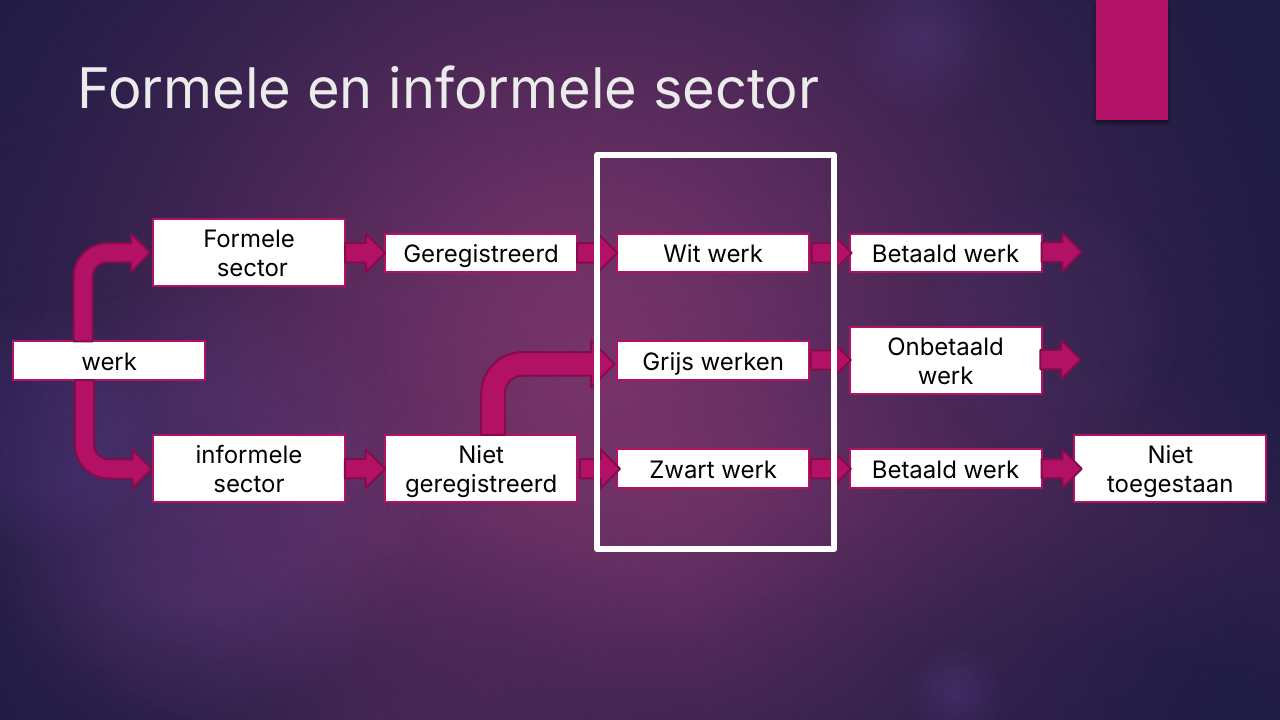 Formele en informele sector
Formele
sector
Geregistreerd
Wit werk
Betaald werk
werk
Grijs werken
Onbetaald
werk
informele
sector
Niet
geregistreerd
Zwart werk
Betaald werk
Niet
toegestaan